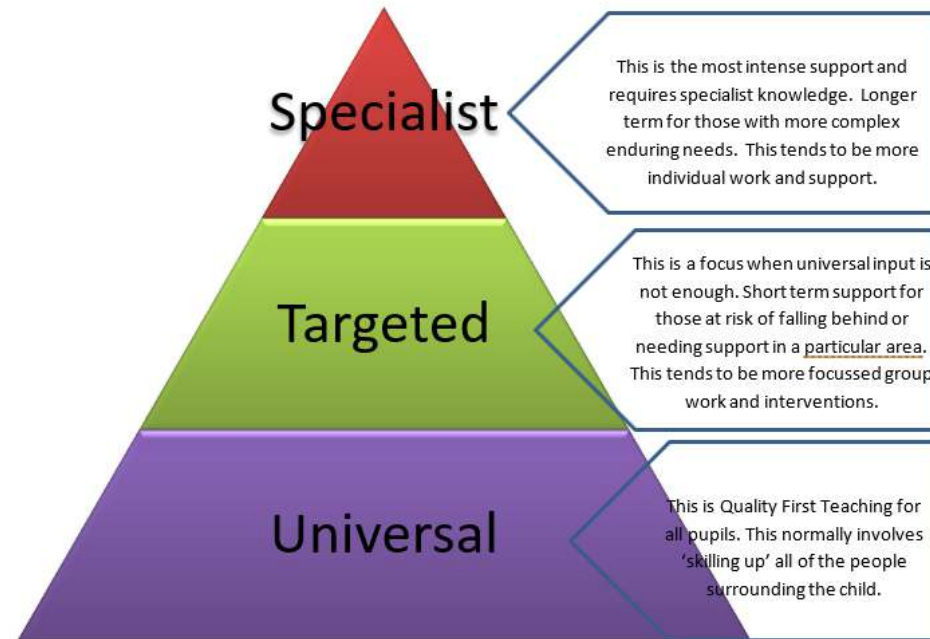 Specialist
This is the most intense support and
requires specialist knowledge. Longer
term for those with more complex
enduring needs. This tends to be more
individual work and support.
Targeted
This is a focus when universal input is
not enough. Short term support for
those at risk of falling behind or
needing support in a particular area.
This tends to be more focussed group
work and interventions.
Universal
This is Quality First Teaching for
all pupils. This normally involves
‘skilling up’ all of the people
surrounding the child.